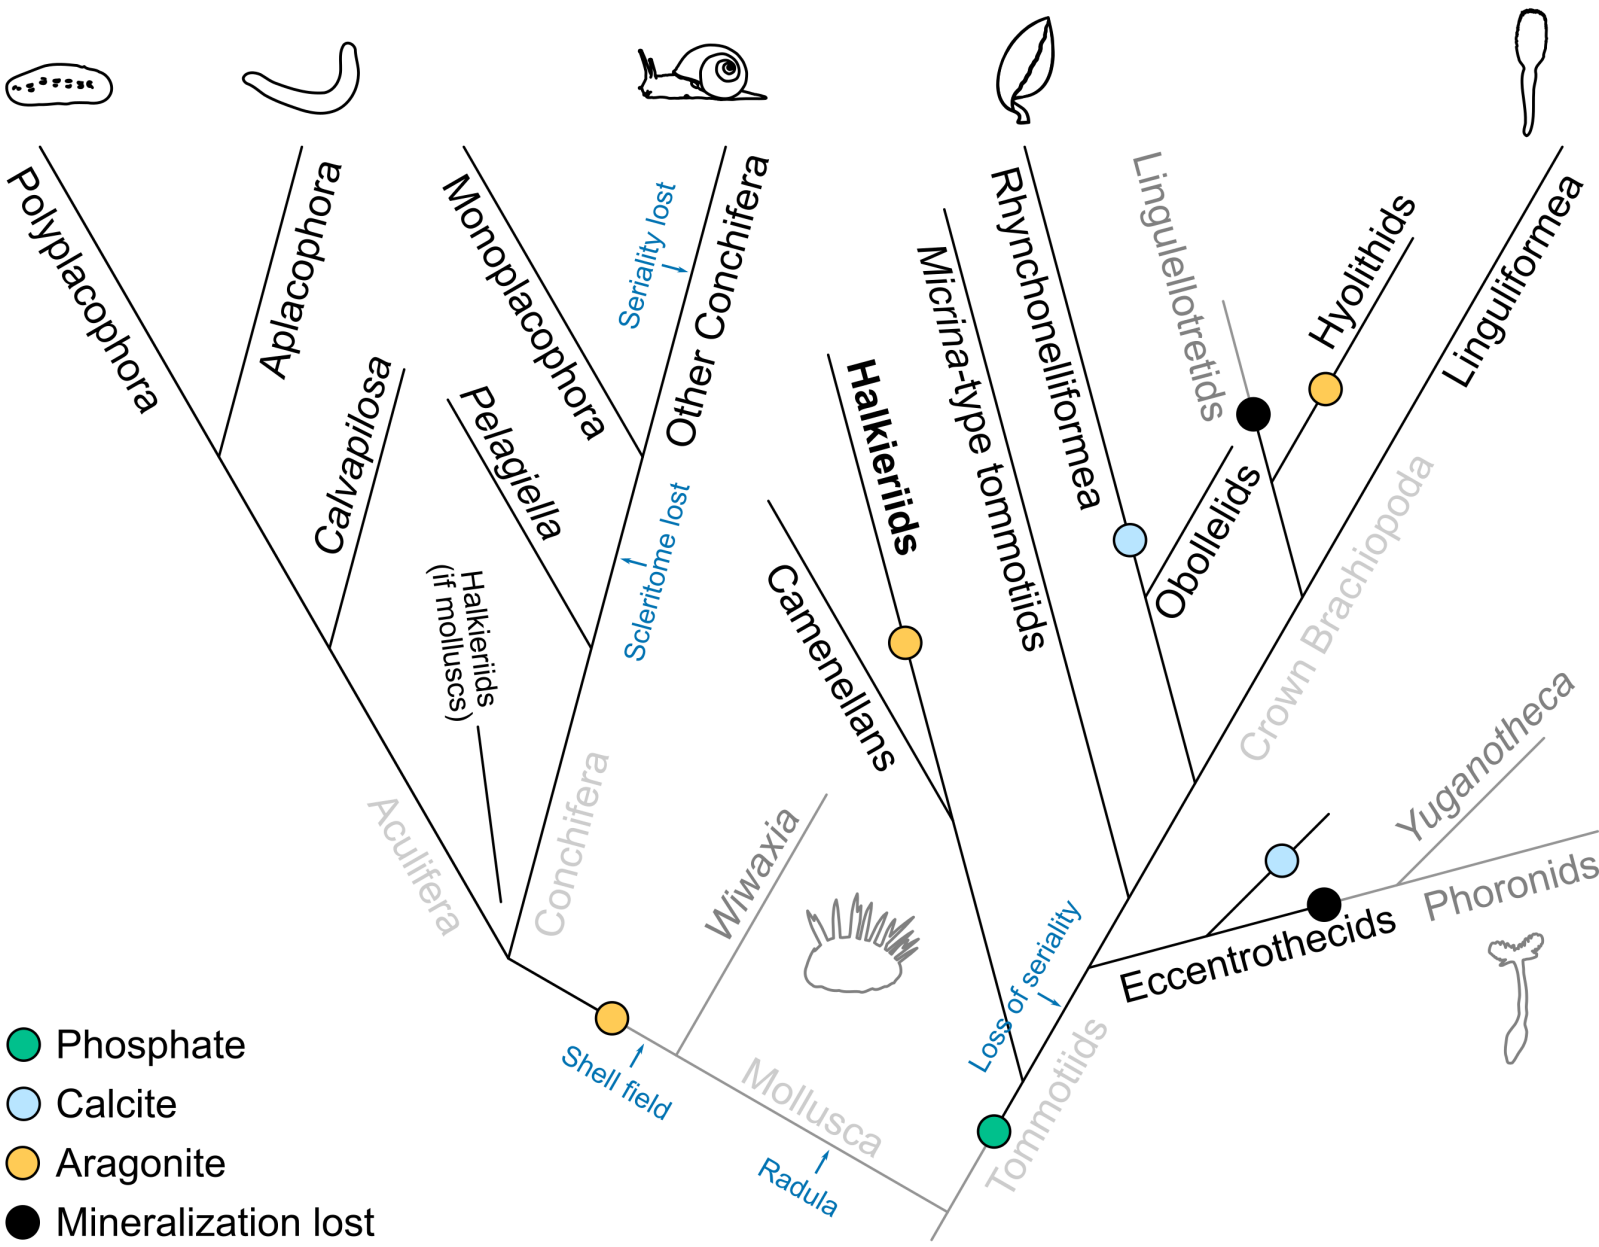 Polyplacophora
Aplacophora
Calvapilosa
Monoplacophora
Pelagiella
Seriality lost
Other Conchifera
Scleritome lost
Halkieriids
(if molluscs)
Aculifera
Conchifera
Camenellans
Halkieriids
Micrina-type tommotiids
Rhynchonelliformea
Lingulellotretids
Obolellids
Hyolithids
Linguliformea
Crown Brachiopoda
Yuganotheca
Phoronids
Eccentrothecids
Wiwaxia
Loss of seriality
Tommotiids
Mollusca
Shell field
Radula
Phosphate
Calcite
Aragonite
Mineralization lost